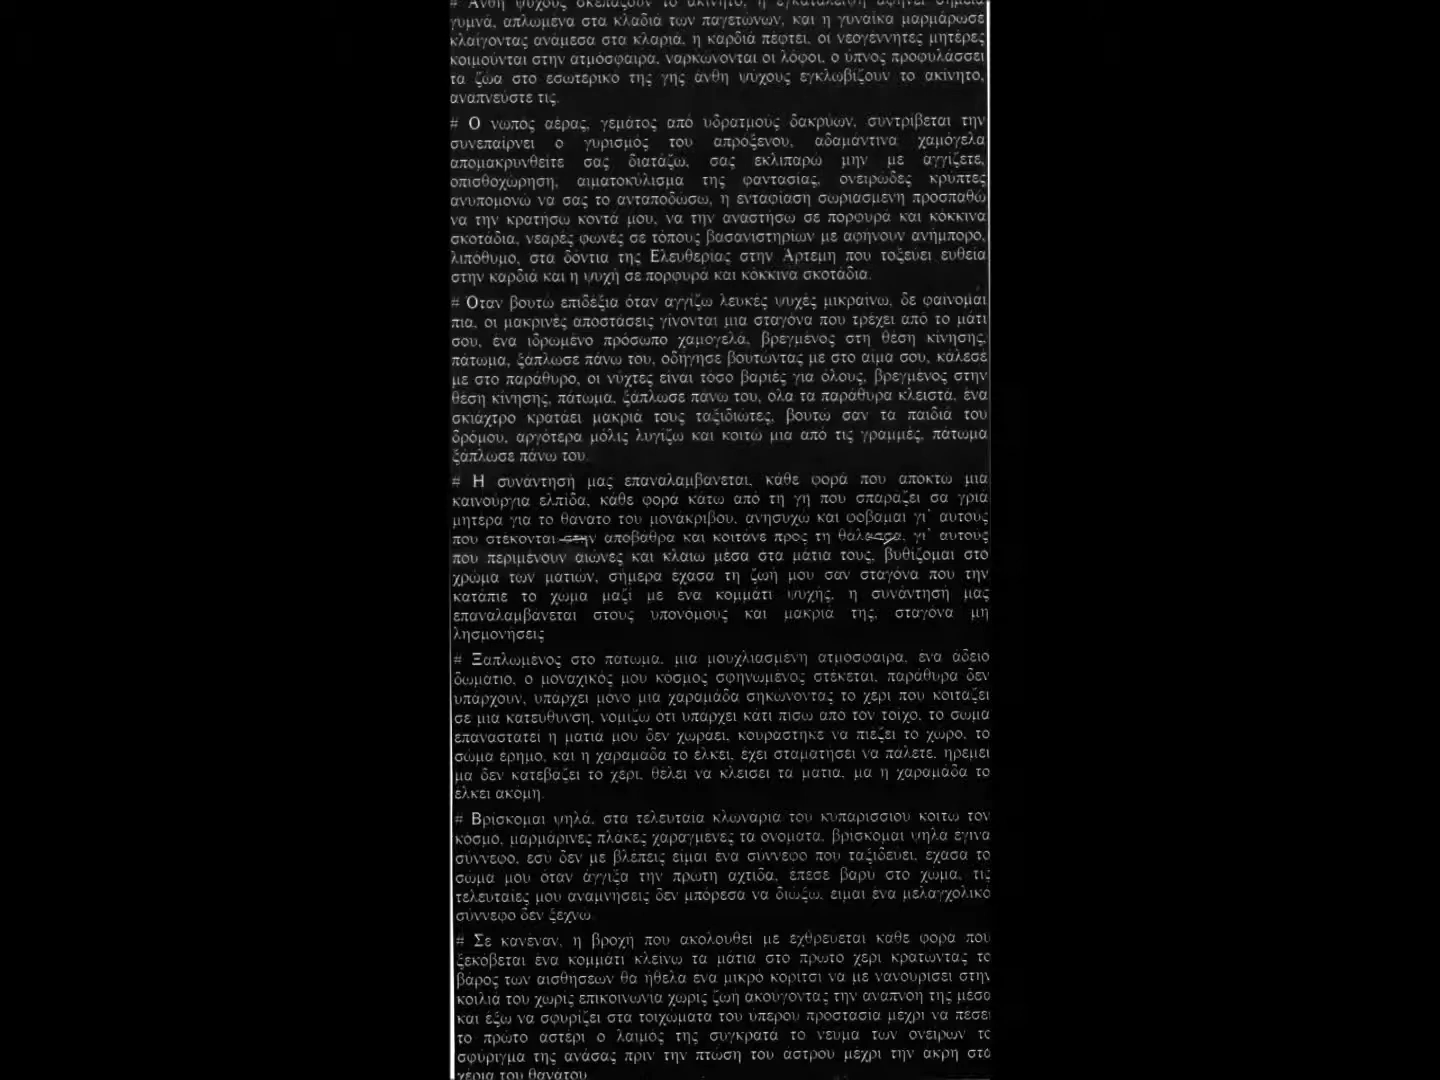 # Άνθη ψύχους σκεπάζουν το ακίνητο, η εγκατάλειψη αφήνει σημεία
γυμνά, απλωμένα στα κλαδιά των παγετώνων, και η γυναίκα μαρμάρωσε
κλαίγοντας ανάμεσα στα κλαριά, η καρδιά πέφτει, οι νεογέννητες μητέρες
κοιμούνται στην ατμόσφαιρα, ναρκώνονται οι λόφοι, ο ύπνος προφυλάσσει
τα ζώα στο εσωτερικό της γης άνθη ψύχους εγκλωβίζουν το ακίνητο,
αναπνεύστε τις.
# Ο νωπός αέρας, γεμάτος από υδρατμούς δακρύων, συντρίβεται την
συνεπαίρνει ο γυρισμός του απρόξενου, αδαμάντινα χαμόγελα
απομακρυνθείτε σας διατάζω, σας εκλιπαρώ μην με αγγίζετε,
οπισθοχώρηση, αιματοκύλισμα της φαντασίας, ονειρώδες κρύπτες
ανυπομονώ να σας το ανταποδώσω, η ενταφίαση σωριασμένη προσπαθώ
να την κρατήσω κοντά μου, να την αναστήσω σε πορφυρά και κόκκινα
σκοτάδια, νεαρές φωνές σε τόπους βασανιστηρίων με αφήνουν ανήμπορο,
λιπόθυμο, στα δόντια της Ελευθερίας στην Άρτεμη που τοξεύει ευθεία
στην καρδιά και η ψυχή σε πορφυρά και κόκκινα σκοτάδια.
# Όταν βουτώ επιδέξια όταν αγγίζω λευκές ψυχές μικραίνω, δε φαίνομαι
πια, οι μακρινές αποστάσεις γίνονται μια σταγόνα που τρέχει από το μάτι
σου, ένα ιδρωμένο πρόσωπο χαμογελά, βρεγμένος στη θέση κίνησης,
πάτωμα, ξάπλωσε πάνω του, οδήγησε βουτώντας με στο αίμα σου, κάλεσέ
με στο παράθυρο, οι νύχτες είναι τόσο βαριές για όλους, βρεγμένος στην
θέση κίνησης, πάτωμα, ξάπλωσε πάνω του, όλα τα παράθυρα κλειστά, ένα
σκιάχτρο κρατάει μακριά τους ταξιδιώτες, βουτώ σαν τα παιδιά του
δρόμου, αργότερα μόλις λυγίζω και κοιτώ μια από τις γραμμές, πάτωμα
ξάπλωσε πάνω του.
# Η συνάντησή μας επαναλαμβάνεται, κάθε φορά που αποκτώ μια
καινούργια ελπίδα, κάθε φορά κάτω από τη γη που σπαράζει σα γριά
μητέρα για το θάνατο του μονάκριβου, ανησυχώ και φοβάμαι γι΄ αυτούς
που στέκονται στην αποβάθρα και κοιτάνε προς τη θάλασσα, γι΄ αυτούς
που περιμένουν αιώνες και κλαίω μέσα στα μάτια τους, βυθίζομαι στο
χρώμα των ματιών, σήμερα έχασα τη ζωή μου σαν σταγόνα που την
κατάπιε το χώμα μαζί με ένα κομμάτι ψυχής, η συνάντησή μας
επαναλαμβάνεται στους υπονόμους και μακριά της, σταγόνα μη
λησμονήσεις
# Ξαπλωμένος στο πάτωμα, μια μουχλιασμένη ατμόσφαιρα, ένα άδειο
δωμάτιο, ο μοναχικός μου κόσμος σφηνωμένος στέκεται, παράθυρα δεν
υπάρχουν, υπάρχει μόνο μια χαραμάδα σηκώνοντας το χέρι που κοιτάζει
σε μια κατεύθυνση, νομίζω ότι υπάρχει κάτι πίσω από τον τοίχο, το σώμα
επαναστατεί η ματιά μου δεν χωράει, κουράστηκε να πιέζει το χώρο, το
σώμα έρημο, και η χαραμάδα το έλκει, έχει σταματήσει να πάλετε, ηρεμεί
μα δεν κατεβάζει το χέρι, θέλει να κλείσει τα μάτια, μα η χαραμάδα το
έλκει ακόμη.
# Βρίσκομαι ψηλά, στα τελευταία κλωνάρια του κυπαρισσιού κοιτώ τον
κόσμο, μαρμάρινες πλάκες χαραγμένες τα ονόματα, βρίσκομαι ψηλά έγινα
σύννεφο, εσύ δεν με βλέπεις είμαι ένα σύννεφο που ταξιδεύει, έχασα το
σώμα μου όταν άγγιξα την πρώτη αχτίδα, έπεσε βαρύ στο χώμα, τις
τελευταίες μου αναμνήσεις δεν μπόρεσα να διώξω, είμαι ένα μελαγχολικό
σύννεφο δεν ξεχνώ.
# Σε κανέναν, η βροχή που ακολουθεί με εχθρεύεται κάθε φορά που
ξεκόβεται ένα κομμάτι κλείνω τα μάτια στο πρώτο χέρι κρατώντας το
βάρος των αισθήσεων θα ήθελα ένα μικρό κορίτσι να με νανουρίσει στην
κοιλιά του χωρίς επικοινωνία χωρίς ζωή ακούγοντας την αναπνοή της μέσα
και έξω να σφυρίζει στα τοιχώματα του ύπερου προστασία μέχρι να πέσει
το πρώτο αστέρι ο λαιμός της συγκρατά το νεύμα των ονείρων το
σφύριγμα της ανάσας πριν την πτώση του άστρου μέχρι την άκρη στα
χέρια του θανάτου